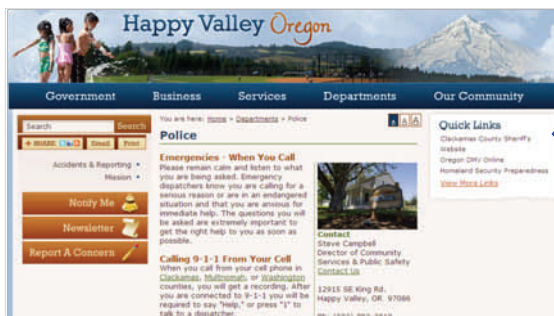 Happy Valley Oregon
Government Business Services Departments Our Community
Search Search
SHARE Email Print
Accidents & Reporting
Mission
Notify Me
Newsletter
Report A Concern
You are here: Home > Departments > Police
A A A
Police
Emergencies - When You Call
Please remain calm and listen to what
you are being asked. Emergency
dispatchers know you are calling for a
serious reason or are in an endangered
situation and that you are anxious for
immediate help. The questions you will
be asked are extremely important to
get the right help to you as soon as
possible.
Calling 9-1-1 From Your Cell
When you call from your cell phone in
Clackamas, Multnomah, or Washington
counties, you will get a recording. After
you are connected to 9-1-1 you will be
required to say "Help," or press "1" to
talk to a dispatcher.
Contact
Steve Campbell
Director of Community
Services & Public Safety
Contact Us
12915 SE King Rd.
Happy Valley, OR 97086
Quick Links
Clackamas County Sheriff's
Website
Oregon DMV Online
Homeland Security Preparedness
View More Links